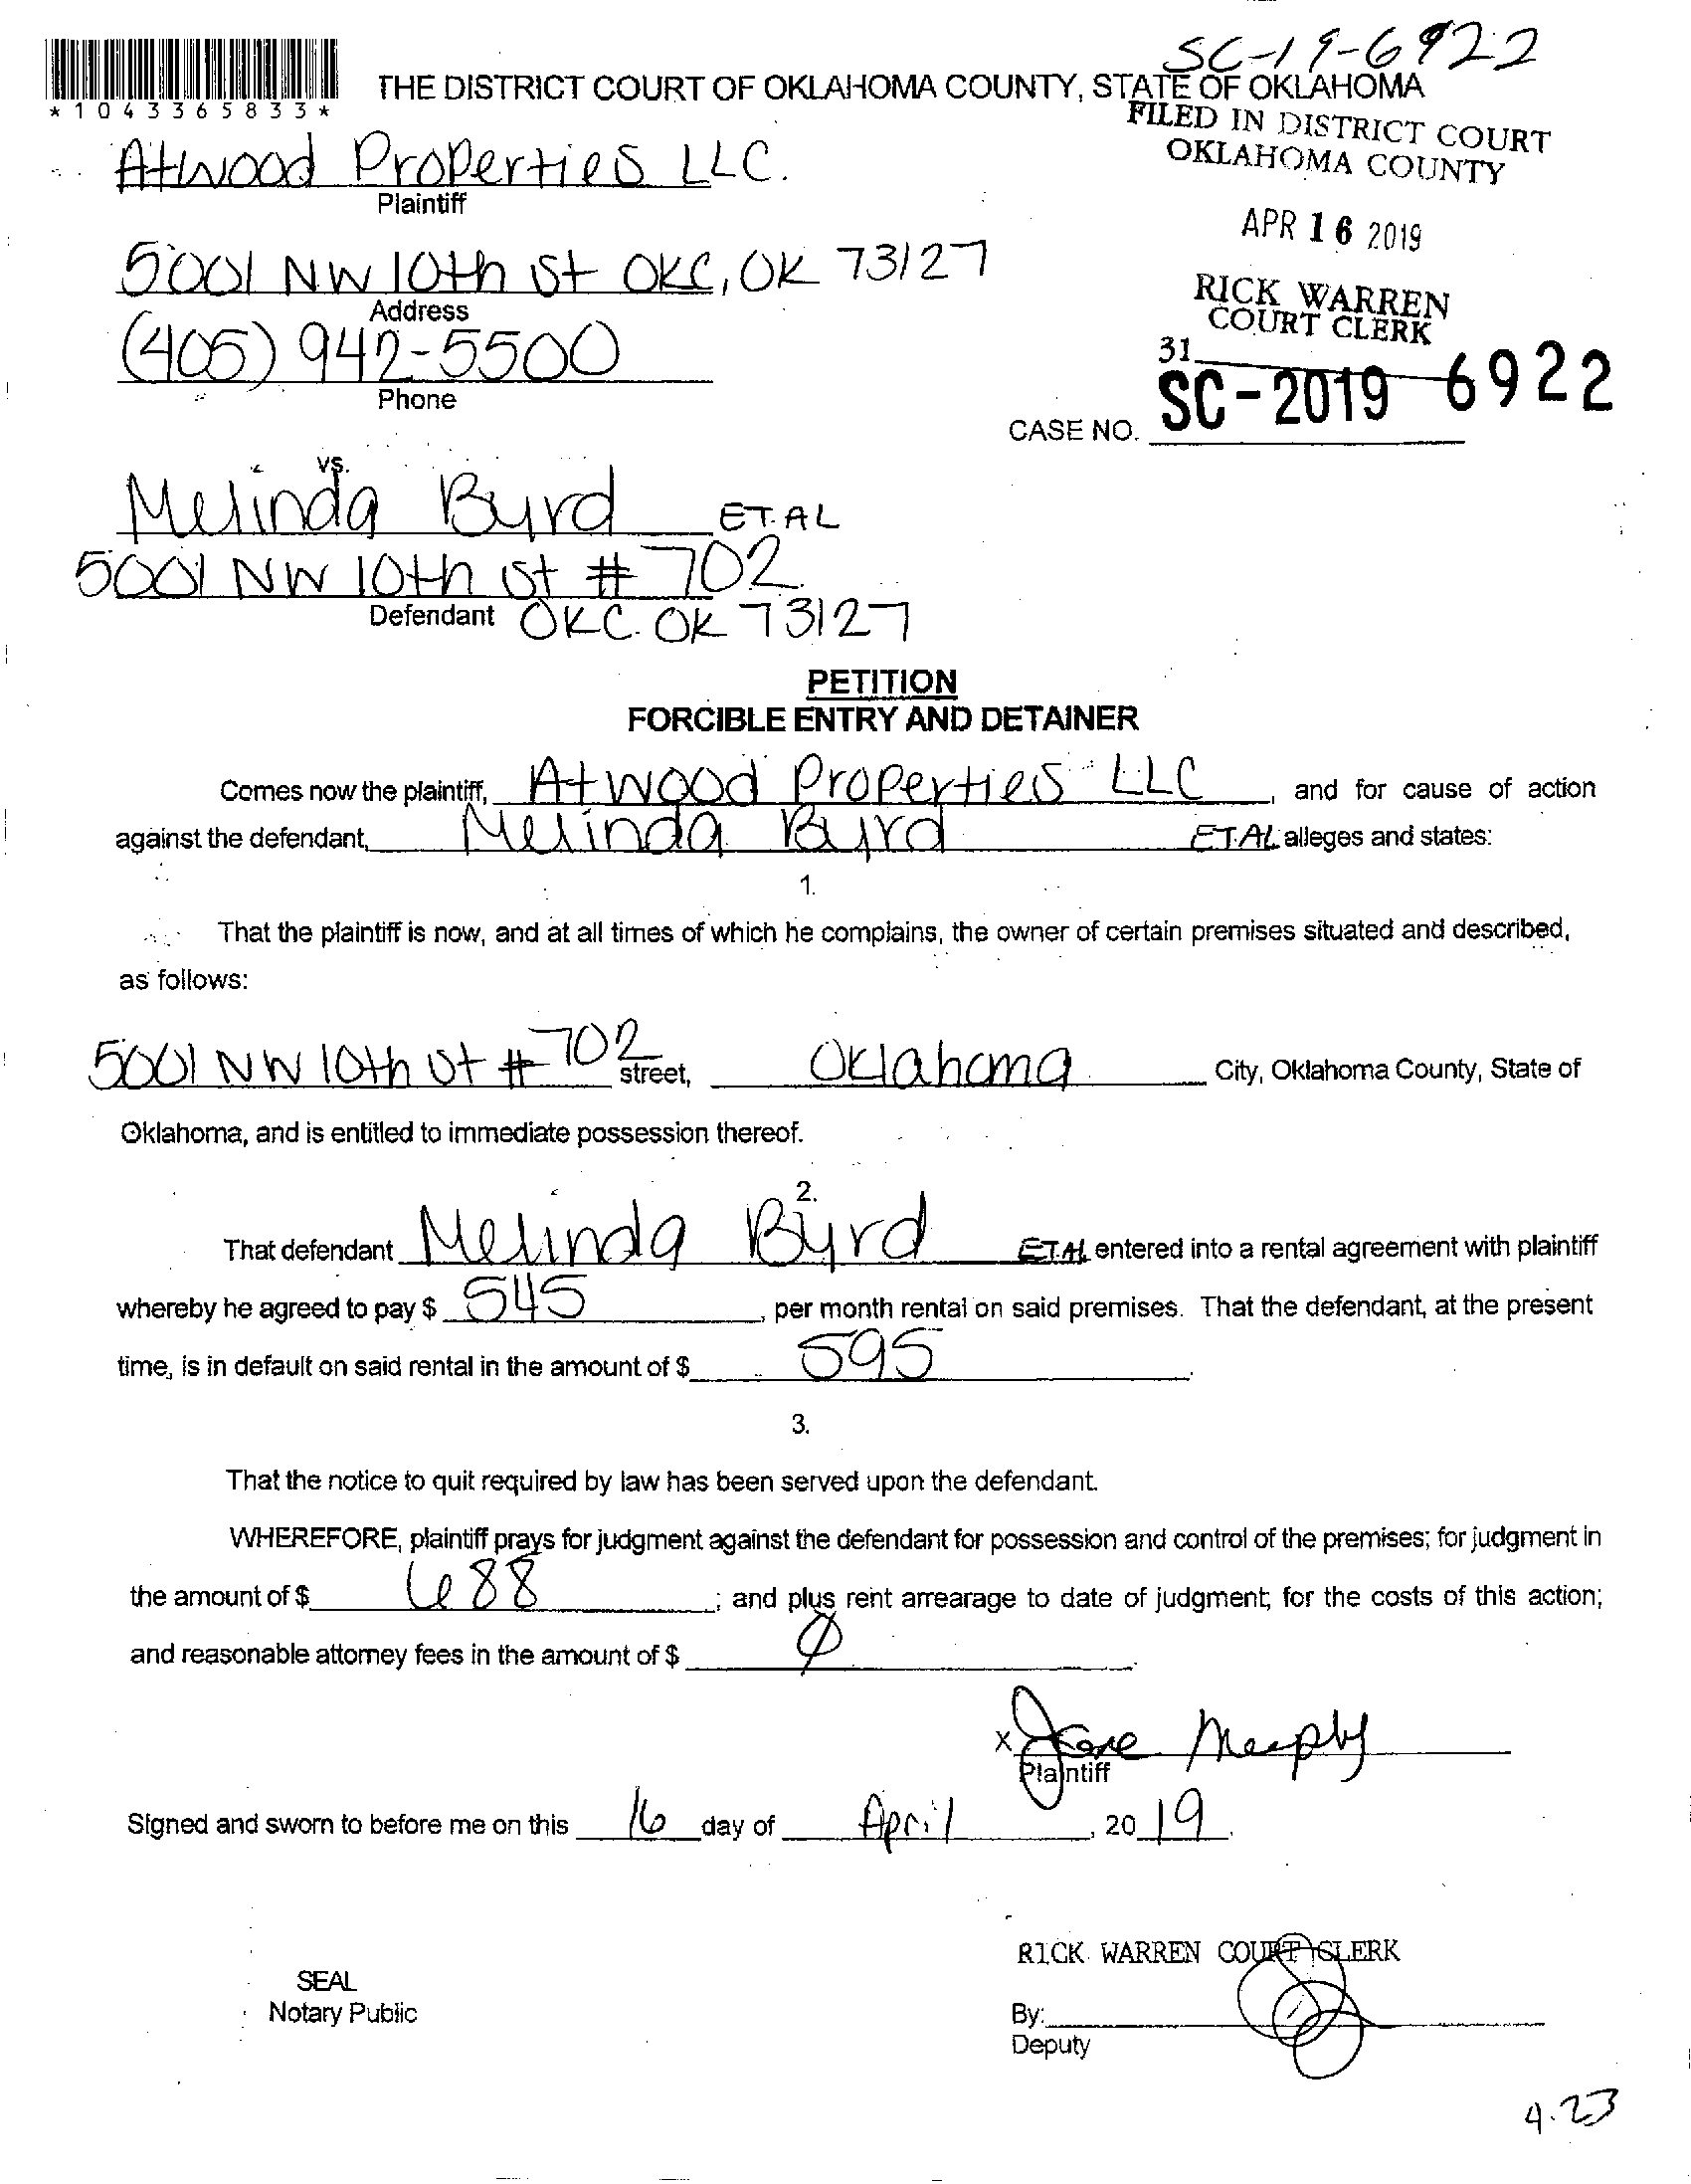 SC-19-6922
THE DISTRICT COURT OF OKLAHOMA COUNTY, STATE OF OKLAHOMA
*1043365833*
FILED IN DISTRICT COURT
OKLAHOMA COUNTY
Atwood Properties LLC.
Plaintiff
APR 16 2019
5001 NW 10th St OKC, OK 73127
Address
RICK WARREN
COURT CLERK
(405) 942-5500
Phone
31
CASE NO. SC-2019 6922
vs.
Melinda Byrd ET. AL
5001 NW 10th St # 702
Defendant OKC. OK 73127
PETITION
FORCIBLE ENTRY AND DETAINER
Comes now the plaintiff, Atwood Properties LLC, and for cause of action
against the defendant, Melinda Byrd ET.AL alleges and states:
1.
That the plaintiff is now, and at all times of which he complains, the owner of certain premises situated and described,
as follows:
5001 NW 10th St # 702 street, Oklahoma City, Oklahoma County, State of
Oklahoma, and is entitled to immediate possession thereof.
2.
That defendant Melinda Byrd ET.AL entered into a rental agreement with plaintiff
whereby he agreed to pay $ 545, per month rental on said premises. That the defendant, at the present
time, is in default on said rental in the amount of $ 595.
3.
That the notice to quit required by law has been served upon the defendant.
WHEREFORE, plaintiff prays for judgment against the defendant for possession and control of the premises; for judgment in
the amount of $ 688; and plus rent arrearage to date of judgment; for the costs of this action;
and reasonable attorney fees in the amount of $ Ø.
X
Plaintiff
Signed and sworn to before me on this 16 day of April, 2019.
RICK WARREN COURT CLERK
SEAL
Notary Public
By:
Deputy
4.23